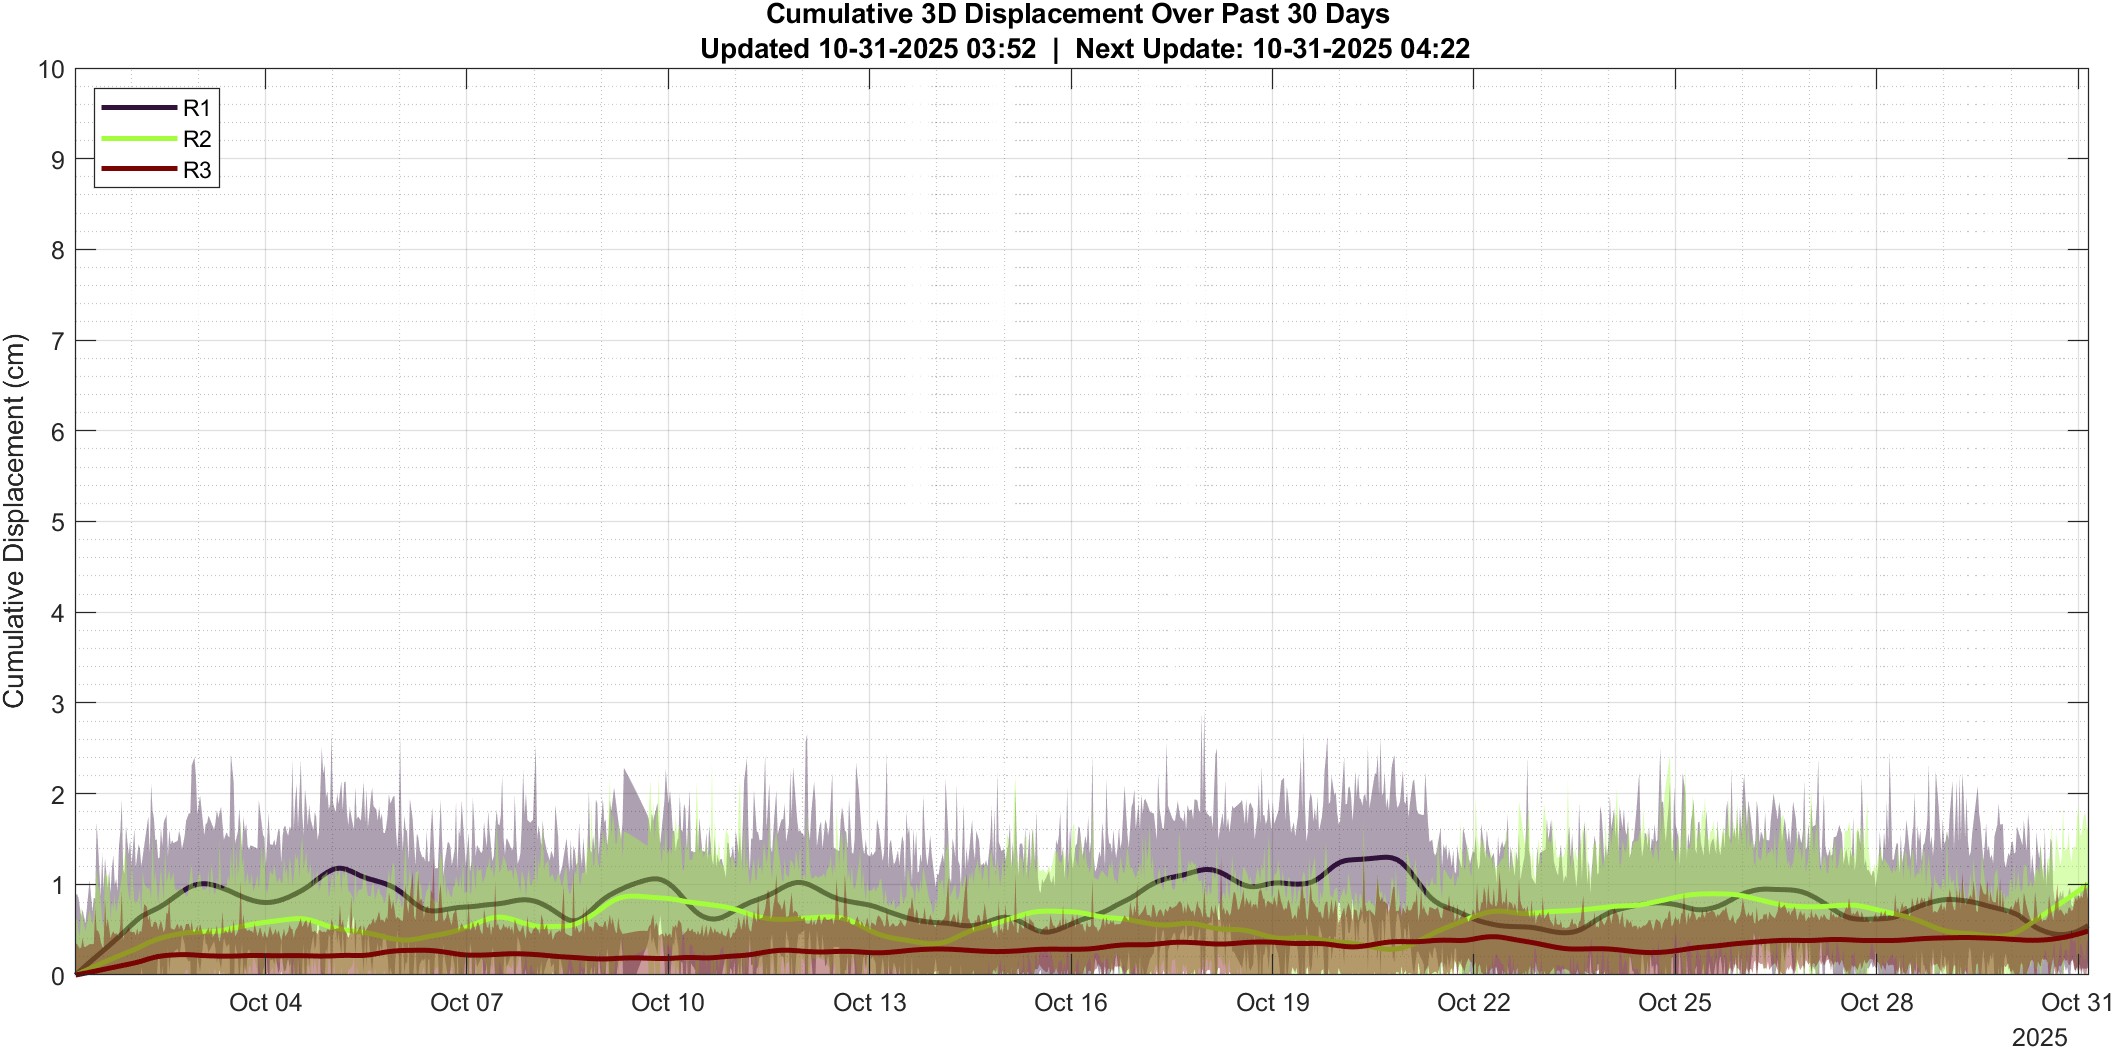 Cumulative 3D Displacement Over Past 30 Days
Updated 10-31-2025 03:52 | Next Update: 10-31-2025 04:22
R1
R2
R3
Cumulative Displacement (cm)
10
9
8
7
6
5
4
3
2
1
0
Oct 04
Oct 07
Oct 10
Oct 13
Oct 16
Oct 19
Oct 22
Oct 25
Oct 28
Oct 31
2025